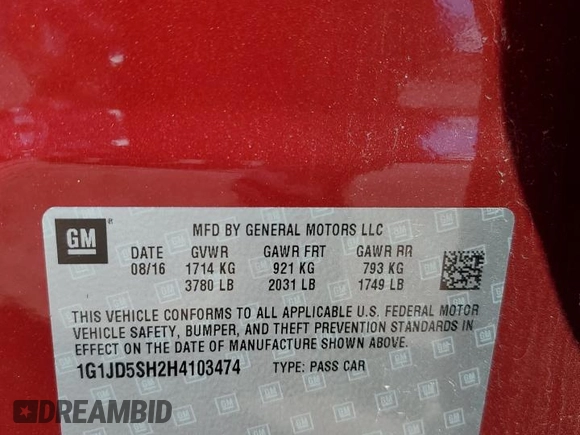 GM
MFD BY GENERAL MOTORS LLC
DATE GVWR GAWR FRT GAWR RR
08/16 1714 KG 921 KG 793 KG
3780 LB 2031 LB 1749 LB
THIS VEHICLE CONFORMS TO ALL APPLICABLE U.S. FEDERAL MOTOR
VEHICLE SAFETY, BUMPER, AND THEFT PREVENTION STANDARDS IN
EFFECT ON THE DATE OF MANUFACTURE SHOWN ABOVE.
1G1JD5SH2H4103474 TYPE: PASS CAR
DREAMBID